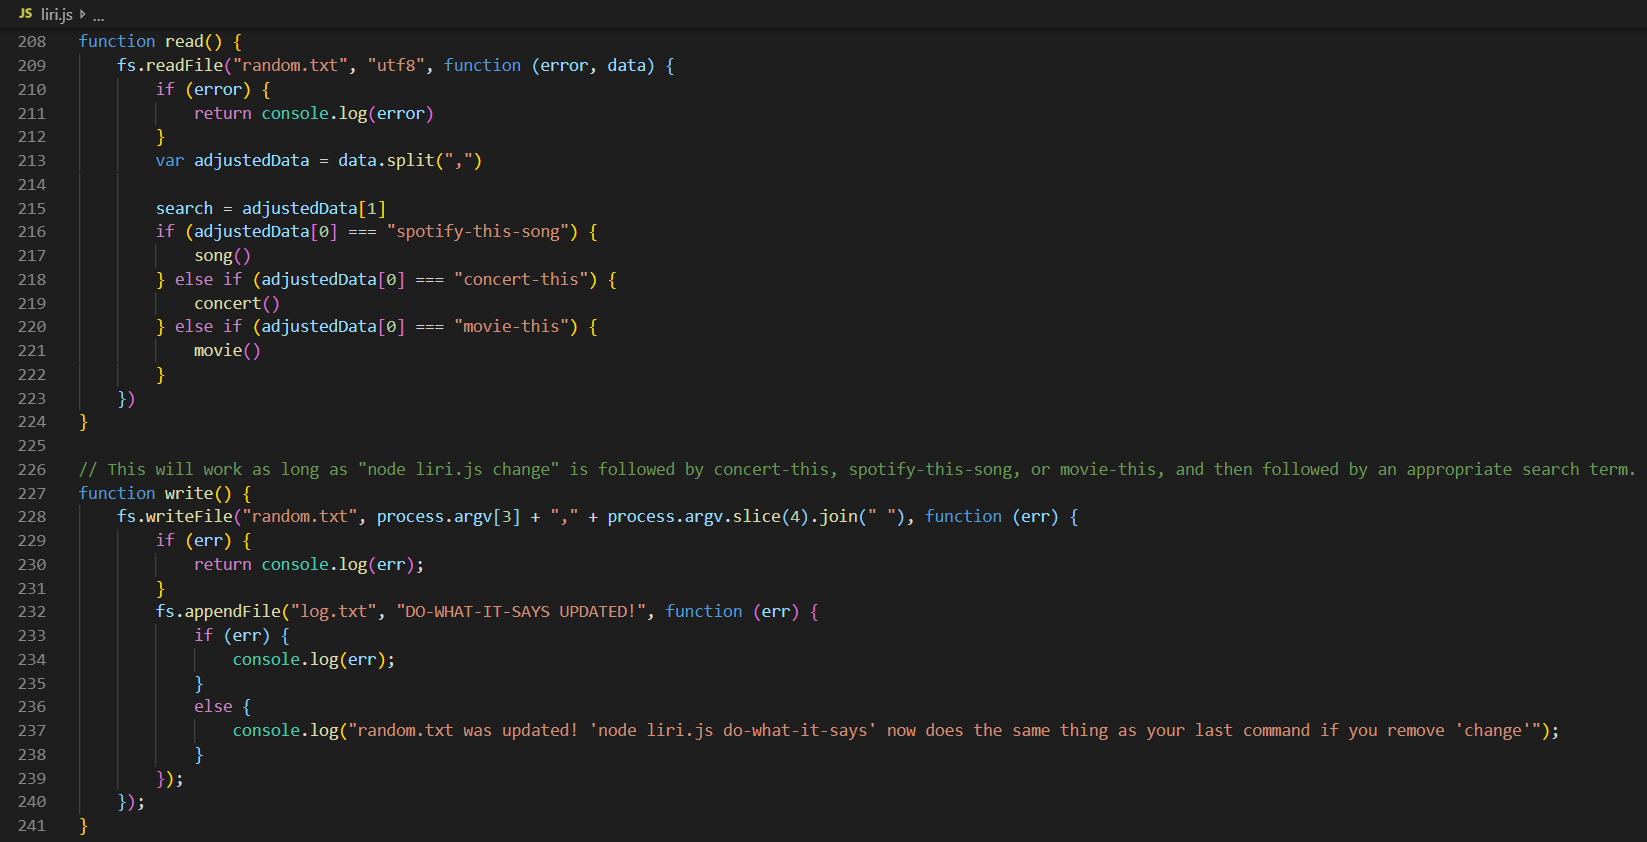 JS liri.js ▸ ...
208 function read() {
209 fs.readFile("random.txt", "utf8", function (error, data) {
210 if (error) {
211 return console.log(error)
212 }
213 var adjustedData = data.split(",")
214
215 search = adjustedData[1]
216 if (adjustedData[0] === "spotify-this-song") {
217 song()
218 } else if (adjustedData[0] === "concert-this") {
219 concert()
220 } else if (adjustedData[0] === "movie-this") {
221 movie()
222 }
223 })
224 }
225
226 // This will work as long as "node liri.js change" is followed by concert-this, spotify-this-song, or movie-this, and then followed by an appropriate search term.
227 function write() {
228 fs.writeFile("random.txt", process.argv[3] + "," + process.argv.slice(4).join(" "), function (err) {
229 if (err) {
230 return console.log(err);
231 }
232 fs.appendFile("log.txt", "DO-WHAT-IT-SAYS UPDATED!", function (err) {
233 if (err) {
234 console.log(err);
235 }
236 else {
237 console.log("random.txt was updated! 'node liri.js do-what-it-says' now does the same thing as your last command if you remove 'change'");
238 }
239 });
240 });
241 }